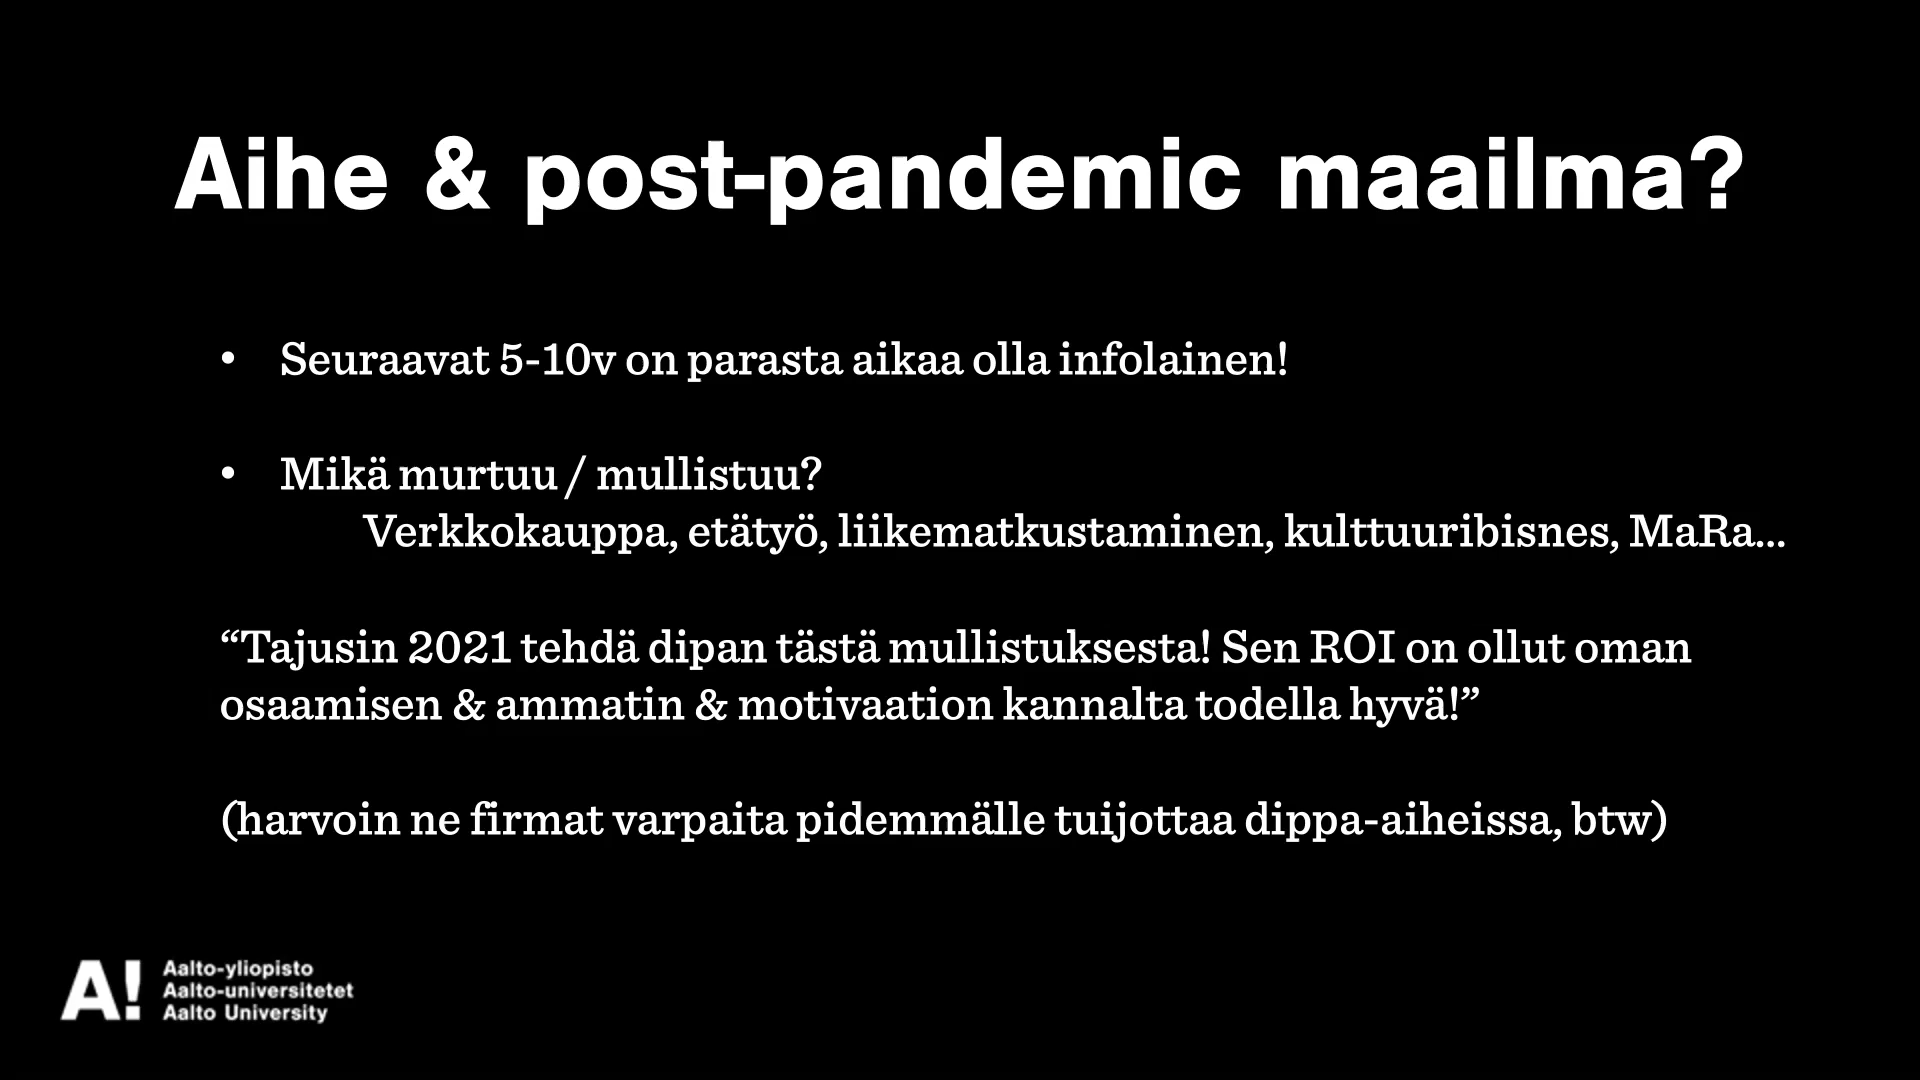 Aihe & post-pandemic maailma?
• Seuraavat 5-10v on parasta aikaa olla infolainen!
• Mikä murtuu / mullistuu?
Verkkokauppa, etätyö, liikematkustaminen, kulttuuribisnes, MaRa...
“Tajusin 2021 tehdä dipan tästä mullistuksesta! Sen ROI on ollut oman
osaamisen & ammatin & motivaation kannalta todella hyvä!”
(harvoin ne firmat varpaita pidemmälle tuijottaa dippa-aiheissa, btw)
A! Aalto-yliopisto
Aalto-universitetet
Aalto University